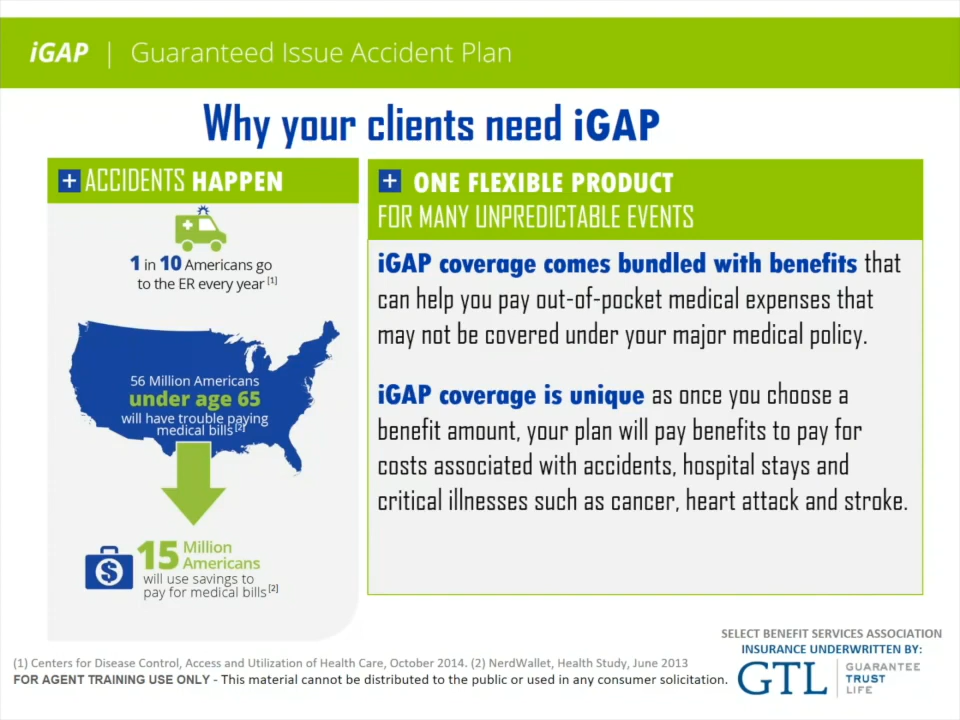 iGAP | Guaranteed Issue Accident Plan
Why your clients need iGAP
+ ACCIDENTS HAPPEN
1 in 10 Americans go
to the ER every year [1]
56 Million Americans
under age 65
will have trouble paying
medical bills [2]
$
15 Million
Americans
will use savings to
pay for medical bills [2]
+ ONE FLEXIBLE PRODUCT
FOR MANY UNPREDICTABLE EVENTS
iGAP coverage comes bundled with benefits that
can help you pay out-of-pocket medical expenses that
may not be covered under your major medical policy.
iGAP coverage is unique as once you choose a
benefit amount, your plan will pay benefits to pay for
costs associated with accidents, hospital stays and
critical illnesses such as cancer, heart attack and stroke.
(1) Centers for Disease Control, Access and Utilization of Health Care, October 2014. (2) NerdWallet, Health Study, June 2013
FOR AGENT TRAINING USE ONLY - This material cannot be distributed to the public or used in any consumer solicitation.
SELECT BENEFIT SERVICES ASSOCIATION
INSURANCE UNDERWRITTEN BY:
GTL
GUARANTEE
TRUST
LIFE